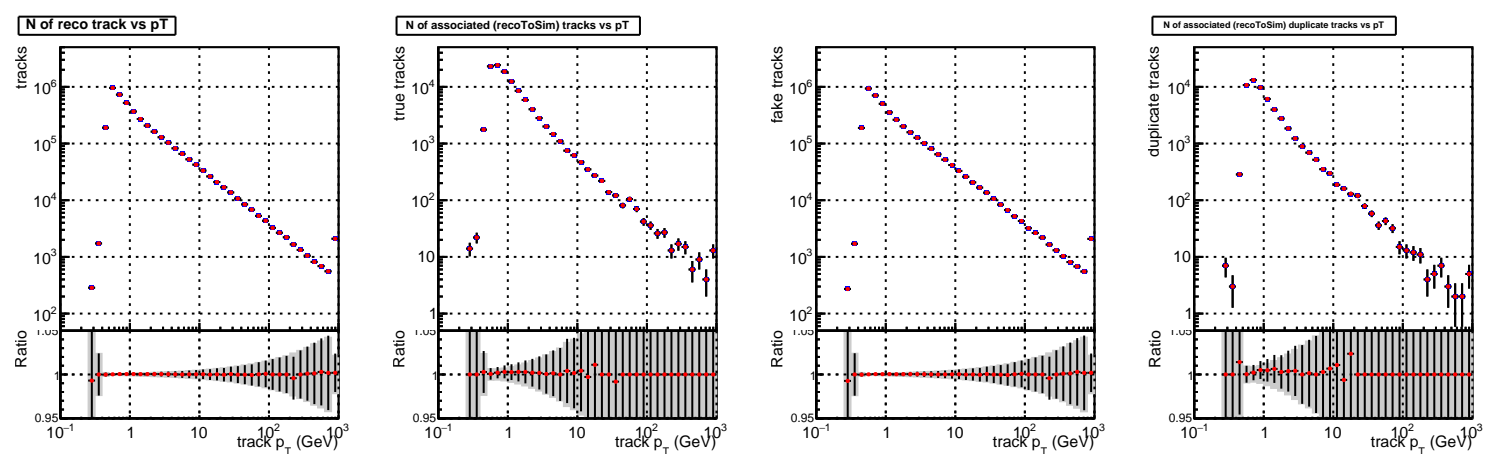 N of reco track vs pT
tracks
10^6
10^5
10^4
10^3
10^2
Ratio
1.05
1
0.95
10^−1 1 10 10^2 10^3
track p_T (GeV)
N of associated (recoToSim) tracks vs pT
true tracks
10^4
10^3
10^2
10
1
Ratio
1.05
1
0.95
10^−1 1 10 10^2 10^3
track p_T (GeV)
fake tracks
10^6
10^5
10^4
10^3
10^2
Ratio
1.05
1
0.95
10^−1 1 10 10^2 10^3
track p_T (GeV)
N of associated (recoToSim) duplicate tracks vs pT
duplicate tracks
10^4
10^3
10^2
10
1
Ratio
1.05
1
0.95
10^−1 1 10 10^2 10^3
track p_T (GeV)